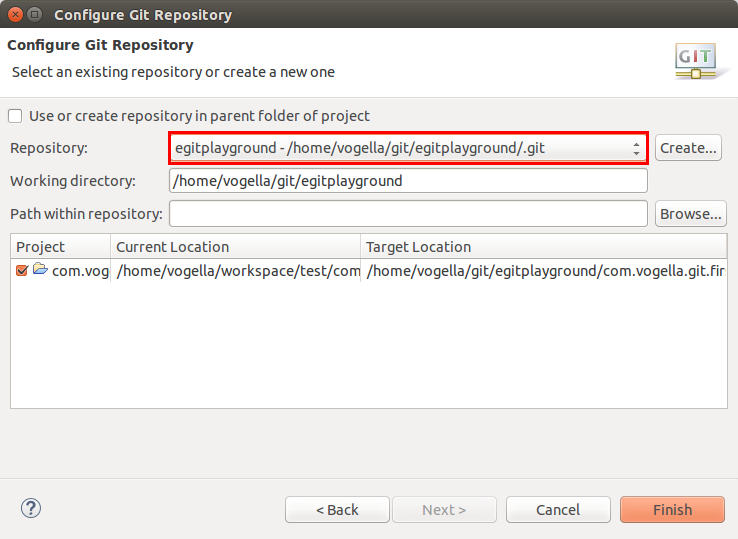 Configure Git Repository
Configure Git Repository
Select an existing repository or create a new one
GIT
Use or create repository in parent folder of project
Repository: egitplayground - /home/vogella/git/egitplayground/.git Create...
Working directory: /home/vogella/git/egitplayground
Path within repository: Browse...
Project Current Location Target Location
com.vog /home/vogella/workspace/test/com /home/vogella/git/egitplayground/com.vogella.git.fir
? < Back Next > Cancel Finish